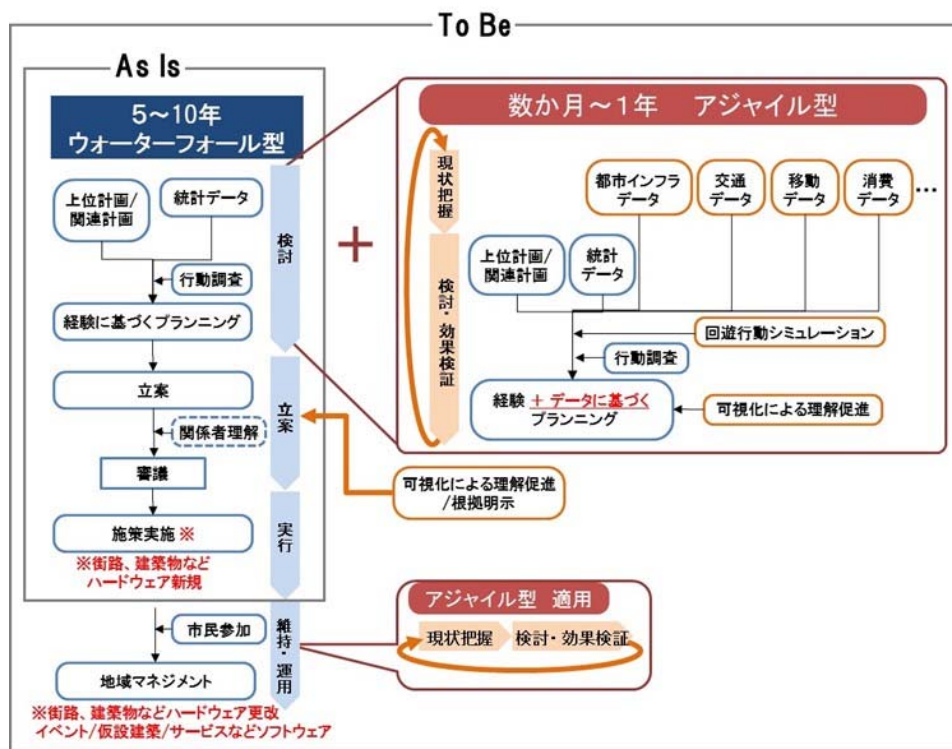 To Be
As Is
5～10年
ウォーターフォール型
上位計画/
関連計画
統計データ
行動調査
経験に基づくプランニング
立案
関係者理解
審議
施策実施 ※
※街路、建築物など
ハードウェア新規
市民参加
地域マネジメント
※街路、建築物などハードウェア更改
イベント/仮設建築/サービスなどソフトウェア
検討
立案
実行
維持・運用
＋
数か月～1年 アジャイル型
現状把握
検討・効果検証
都市インフラ
データ
交通
データ
移動
データ
消費
データ
…
上位計画/
関連計画
統計
データ
回遊行動シミュレーション
行動調査
経験 ＋ データに基づく
プランニング
可視化による理解促進
可視化による理解促進
/根拠明示
アジャイル型 適用
現状把握
検討・効果検証